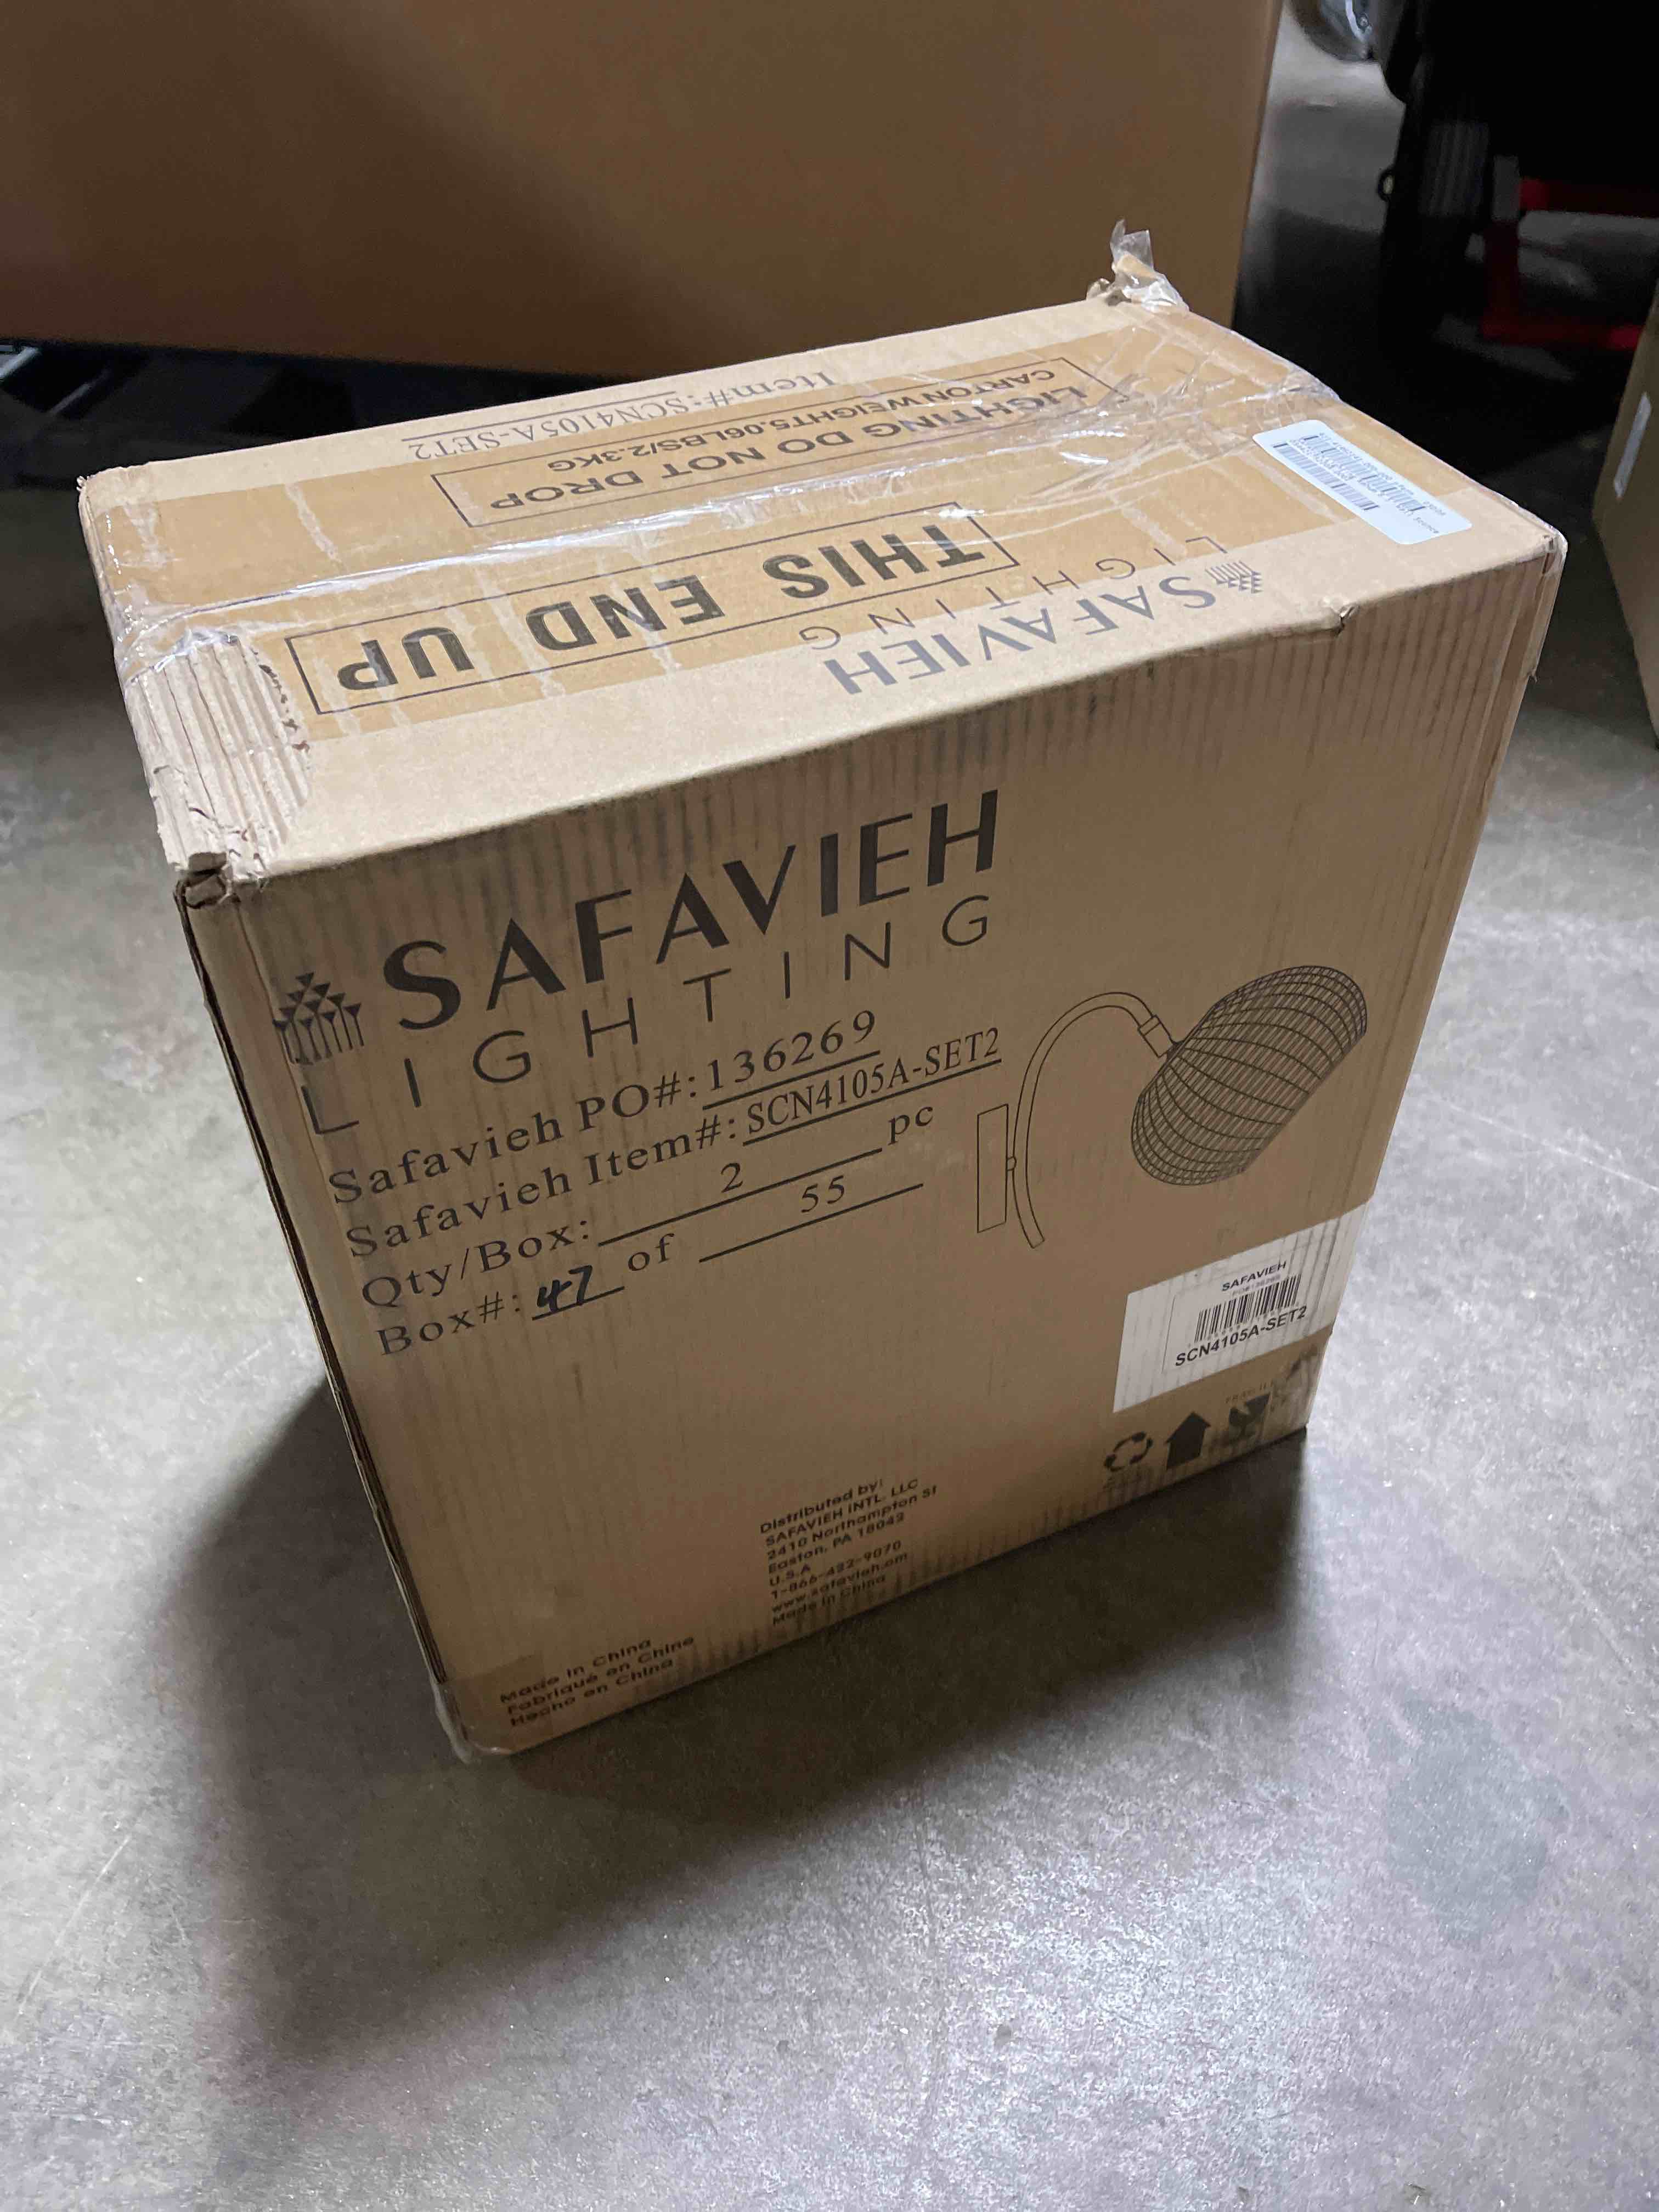 Item#:SCN4105A-SET2
CARTON WEIGHT5.06LBS/2.3KG
LIGHTING DO NOT DROP
THIS END UP
SAFAVIEH
LIGHTING
SAFAVIEH
LIGHTING
Safavieh PO#:136269
Safavieh Item#:SCN4105A-SET2
Qty/Box: 2 pc
Box#: 47 of 55
SAFAVIEH
SCN4105A-SET2
FRAGILE
Distributed by:
SAFAVIEH INTL. LLC
2410 Northampton St
Easton, PA 18042
U.S.A
1-866-422-9070
www.safavieh.com
Made in China
Made in China
Fabriqué en Chine
Hecho en China